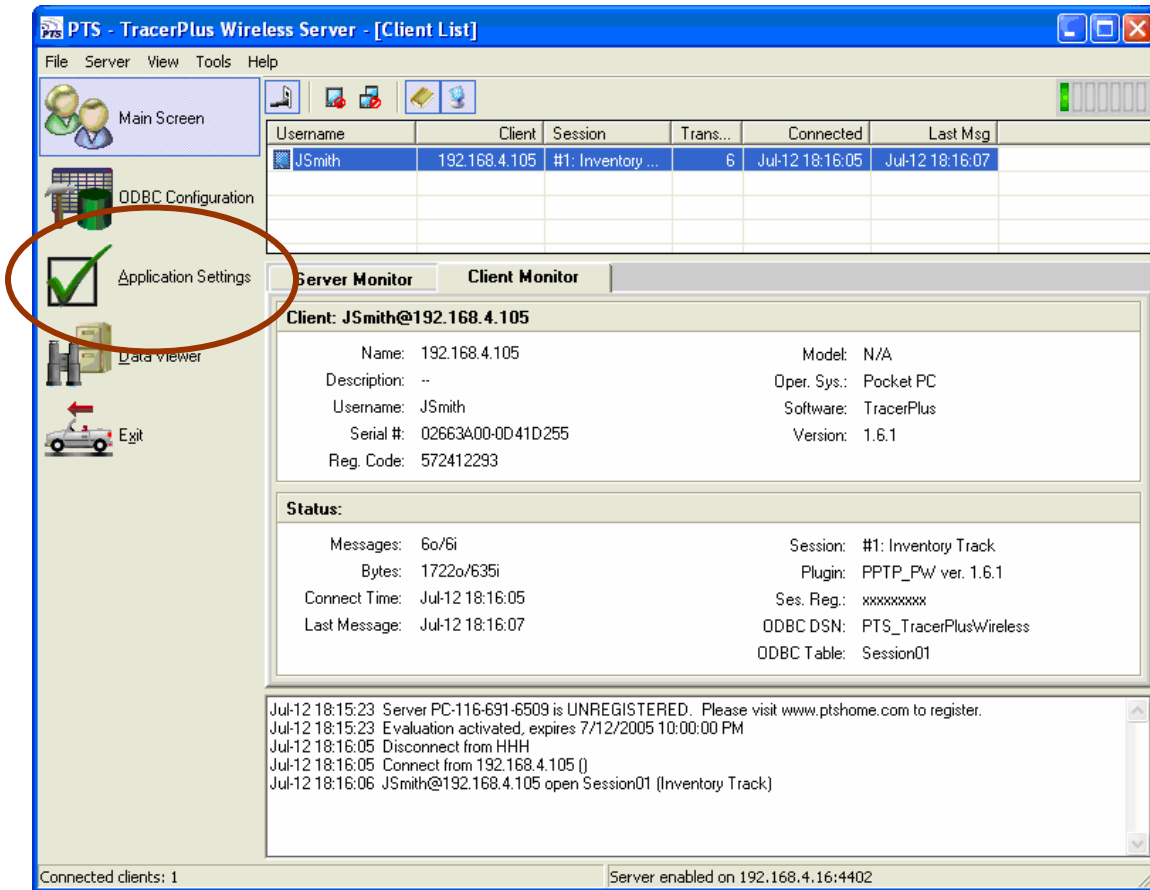 PTS - TracerPlus Wireless Server - [Client List]
File Server View Tools Help
Main Screen
ODBC Configuration
Application Settings
Data Viewer
Exit
Username Client Session Trans... Connected Last Msg
JSmith 192.168.4.105 #1: Inventory ... 6 Jul-12 18:16:05 Jul-12 18:16:07
Server Monitor Client Monitor
Client: JSmith@192.168.4.105
Name: 192.168.4.105 Model: N/A
Description: -- Oper. Sys.: Pocket PC
Username: JSmith Software: TracerPlus
Serial #: 02663A00-0D41D255 Version: 1.6.1
Reg. Code: 572412293
Status:
Messages: 6o/6i Session: #1: Inventory Track
Bytes: 1722o/635i Plugin: PPTP_PW ver. 1.6.1
Connect Time: Jul-12 18:16:05 Ses. Reg.: xxxxxxxxx
Last Message: Jul-12 18:16:07 ODBC DSN: PTS_TracerPlusWireless
ODBC Table: Session01
Jul-12 18:15:23 Server PC-116-691-6509 is UNREGISTERED. Please visit www.ptshome.com to register.
Jul-12 18:15:23 Evaluation activated, expires 7/12/2005 10:00:00 PM
Jul-12 18:16:05 Disconnect from HHH
Jul-12 18:16:05 Connect from 192.168.4.105 ()
Jul-12 18:16:06 JSmith@192.168.4.105 open Session01 (Inventory Track)
Connected clients: 1 Server enabled on 192.168.4.16:4402